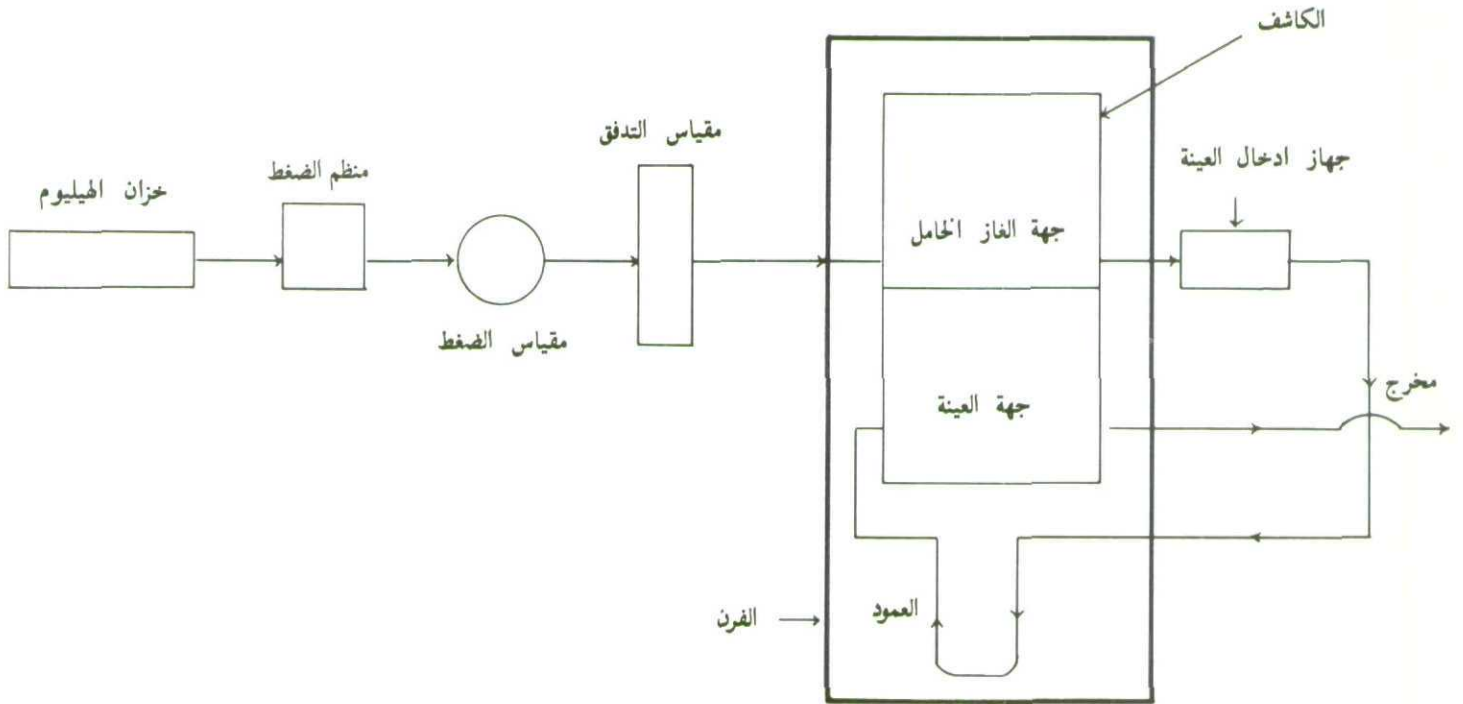 الكاشف
مقياس التدفق
جهاز ادخال العينة
منظم الضغط
خزان الهيليوم
جهة الغاز الحامل
مقياس الضغط
مخرج
جهة العينة
العمود
الفرن